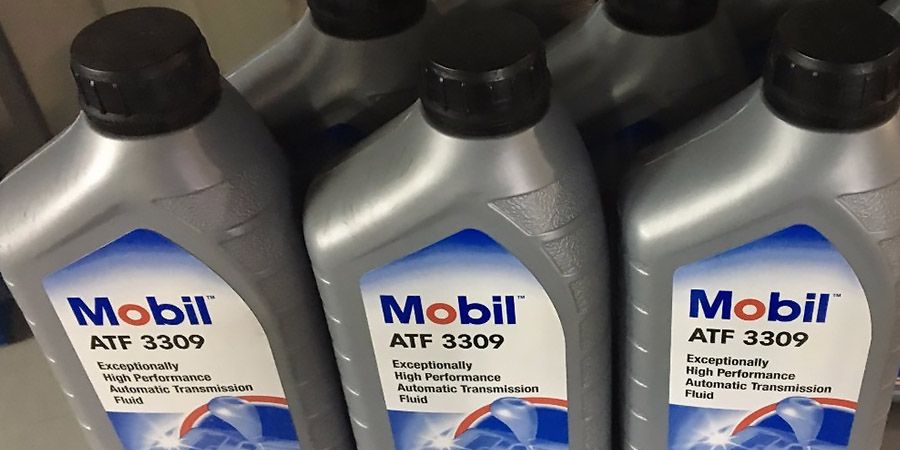 Mobil™
ATF 3309
Exceptionally
High Performance
Automatic Transmission
Fluid
Mobil™
ATF 3309
Exceptionally
High Performance
Automatic Transmission
Fluid
Mobil™
ATF 3309
Exceptionally
High Performance
Automatic Transmission
Fluid